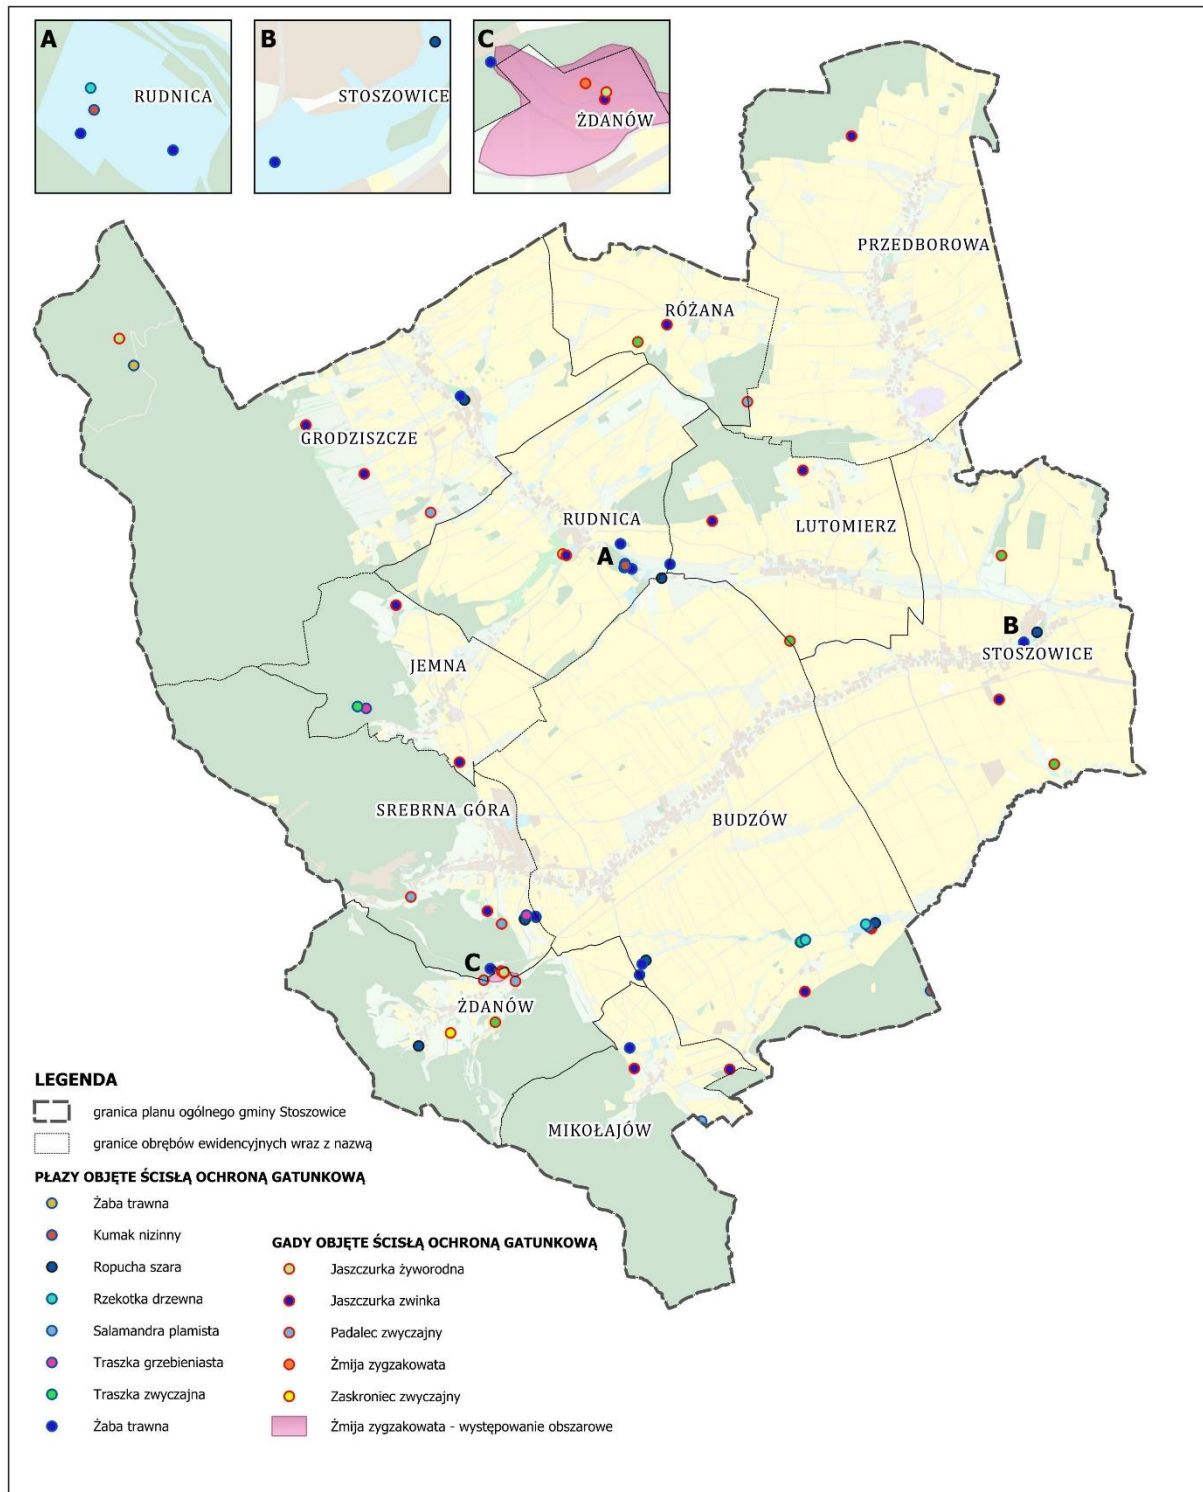 A
RUDNICA
B
STOSZOWICE
C
ŻDANÓW
PRZEDBOROWA
RÓŻANA
GRODZISZCZE
RUDNICA
A
LUTOMIERZ
B
STOSZOWICE
JEMNA
SREBRNA GÓRA
BUDZÓW
C
ŻDANÓW
MIKOŁAJÓW
LEGENDA
granica planu ogólnego gminy Stoszowice
granice obrębów ewidencyjnych wraz z nazwą
PŁAZY OBJĘTE ŚCISŁĄ OCHRONĄ GATUNKOWĄ
Żaba trawna
Kumak nizinny
Ropucha szara
Rzekotka drzewna
Salamandra plamista
Traszka grzebieniasta
Traszka zwyczajna
Żaba trawna
GADY OBJĘTE ŚCISŁĄ OCHRONĄ GATUNKOWĄ
Jaszczurka żyworodna
Jaszczurka zwinka
Padalec zwyczajny
Żmija zygzakowata
Zaskroniec zwyczajny
Żmija zygzakowata - występowanie obszarowe